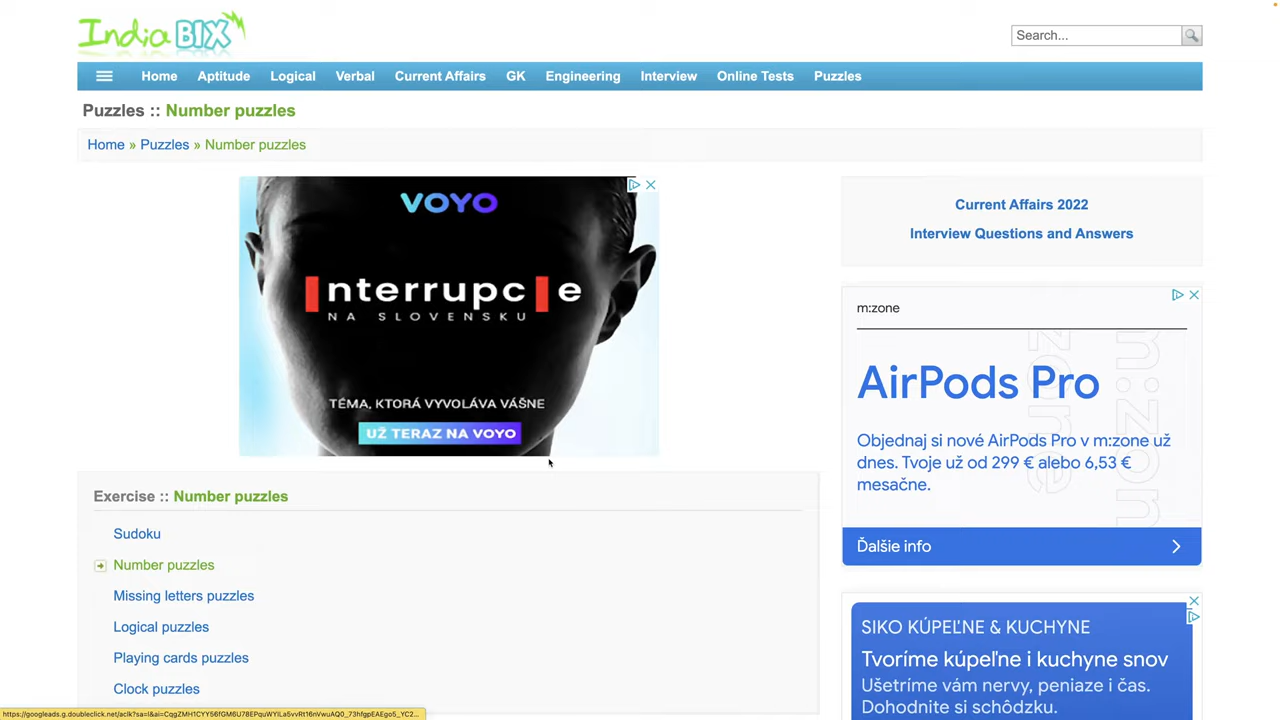 India BIX
Search...
Home Aptitude Logical Verbal Current Affairs GK Engineering Interview Online Tests Puzzles
Puzzles :: Number puzzles
Home » Puzzles » Number puzzles
VOYO
Interrupcie
NA SLOVENSKU
TÉMA, KTORÁ VYVOLÁVA VÁŠNE
UŽ TERAZ NA VOYO
Exercise :: Number puzzles
Sudoku
Number puzzles
Missing letters puzzles
Logical puzzles
Playing cards puzzles
Clock puzzles
Current Affairs 2022
Interview Questions and Answers
m:zone
AirPods Pro
Objednaj si nové AirPods Pro v m:zone už
dnes. Tvoje už od 299 € alebo 6,53 €
mesačne.
Ďalšie info
SIKO KÚPEĽNE & KUCHYNE
Tvoríme kúpeľne i kuchyne snov
Ušetríme vám nervy, peniaze i čas.
Dohodnite si schôdzku.